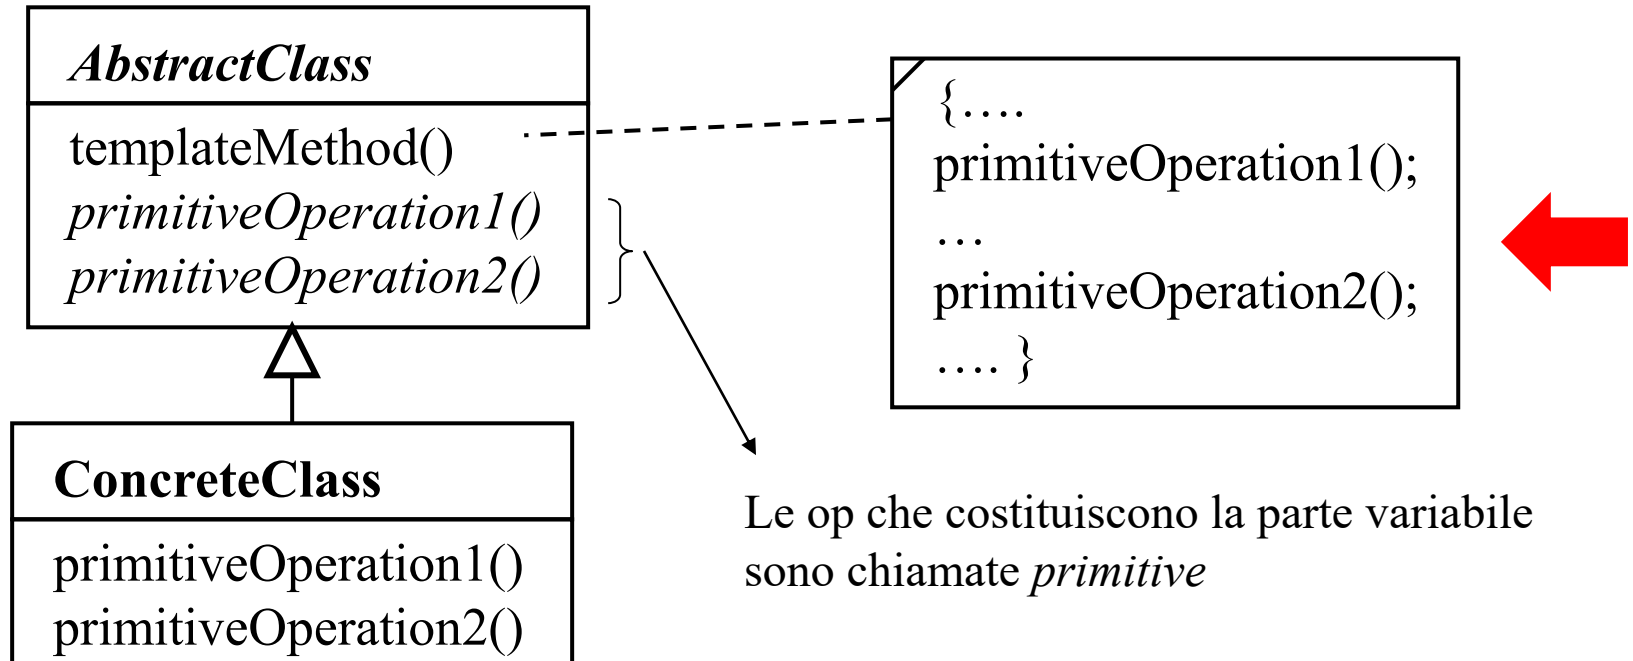 AbstractClass
templateMethod()
primitiveOperation1()
primitiveOperation2()
{….
primitiveOperation1();
…
primitiveOperation2();
…. }
ConcreteClass
primitiveOperation1()
primitiveOperation2()
Le op che costituiscono la parte variabile
sono chiamate primitive